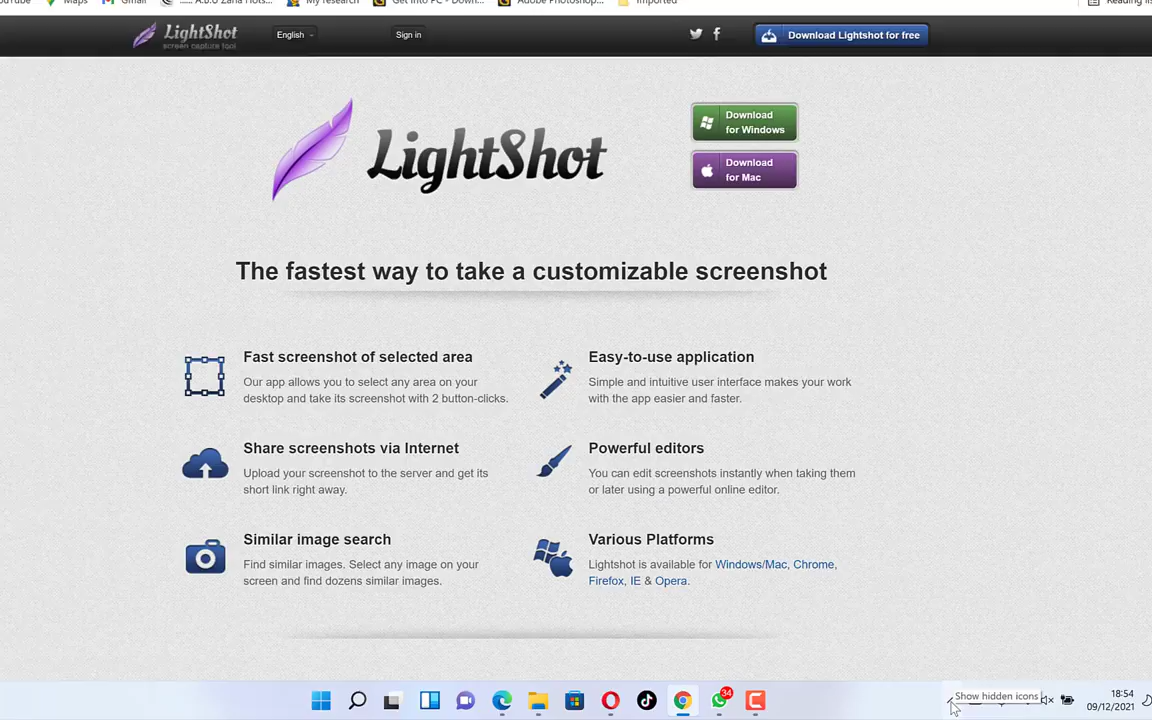 Maps
Gmail
My research
Adobe Photoshop...
Imported
LightShot
screen capture tool
English
Sign in
Download Lightshot for free
LightShot
Download
for Windows
Download
for Mac
The fastest way to take a customizable screenshot
Fast screenshot of selected area
Our app allows you to select any area on your
desktop and take its screenshot with 2 button-clicks.
Easy-to-use application
Simple and intuitive user interface makes your work
with the app easier and faster.
Share screenshots via Internet
Upload your screenshot to the server and get its
short link right away.
Powerful editors
You can edit screenshots instantly when taking them
or later using a powerful online editor.
Similar image search
Find similar images. Select any image on your
screen and find dozens similar images.
Various Platforms
Lightshot is available for Windows/Mac, Chrome,
Firefox, IE & Opera.
34
Show hidden icons
18:54
09/12/2021